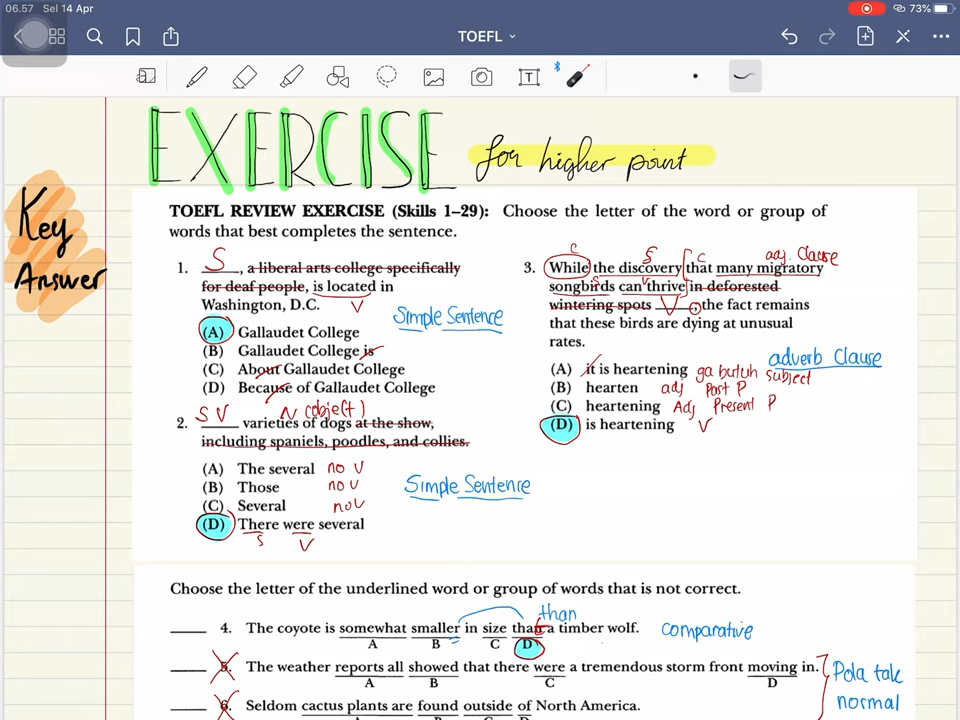 06.57 Sel 14 Apr
73%
TOEFL
EXERCISE for higher point
Key
Answer
TOEFL REVIEW EXERCISE (Skills 1–29): Choose the letter of the word or group of
words that best completes the sentence.
S
1. ____, a liberal arts college specifically
for deaf people, is located in
Washington, D.C. V
Simple Sentence
(A) Gallaudet College
(B) Gallaudet College is
(C) About Gallaudet College
(D) Because of Gallaudet College
S V N (object)
2. ____ varieties of dogs at the show,
including spaniels, poodles, and collies.
(A) The several no V
(B) Those no V
(C) Several no V
Simple Sentence
(D) There were several
S V
C S C adj. Clause
3. While the discovery that many migratory
songbirds can thrive in deforested
S V
wintering spots ____, the fact remains
V
that these birds are dying at unusual
rates.
adverb Clause
(A) it is heartening ga butuh subject
(B) hearten adj Past P
(C) heartening Adj Present P
(D) is heartening V
Choose the letter of the underlined word or group of words that is not correct.
than
____ 4. The coyote is somewhat smaller in size that a timber wolf. comparative
A B C D
____ 5. The weather reports all showed that there were a tremendous storm front moving in.
A B C D
Pola tak
normal
____ 6. Seldom cactus plants are found outside of North America.
A B C D